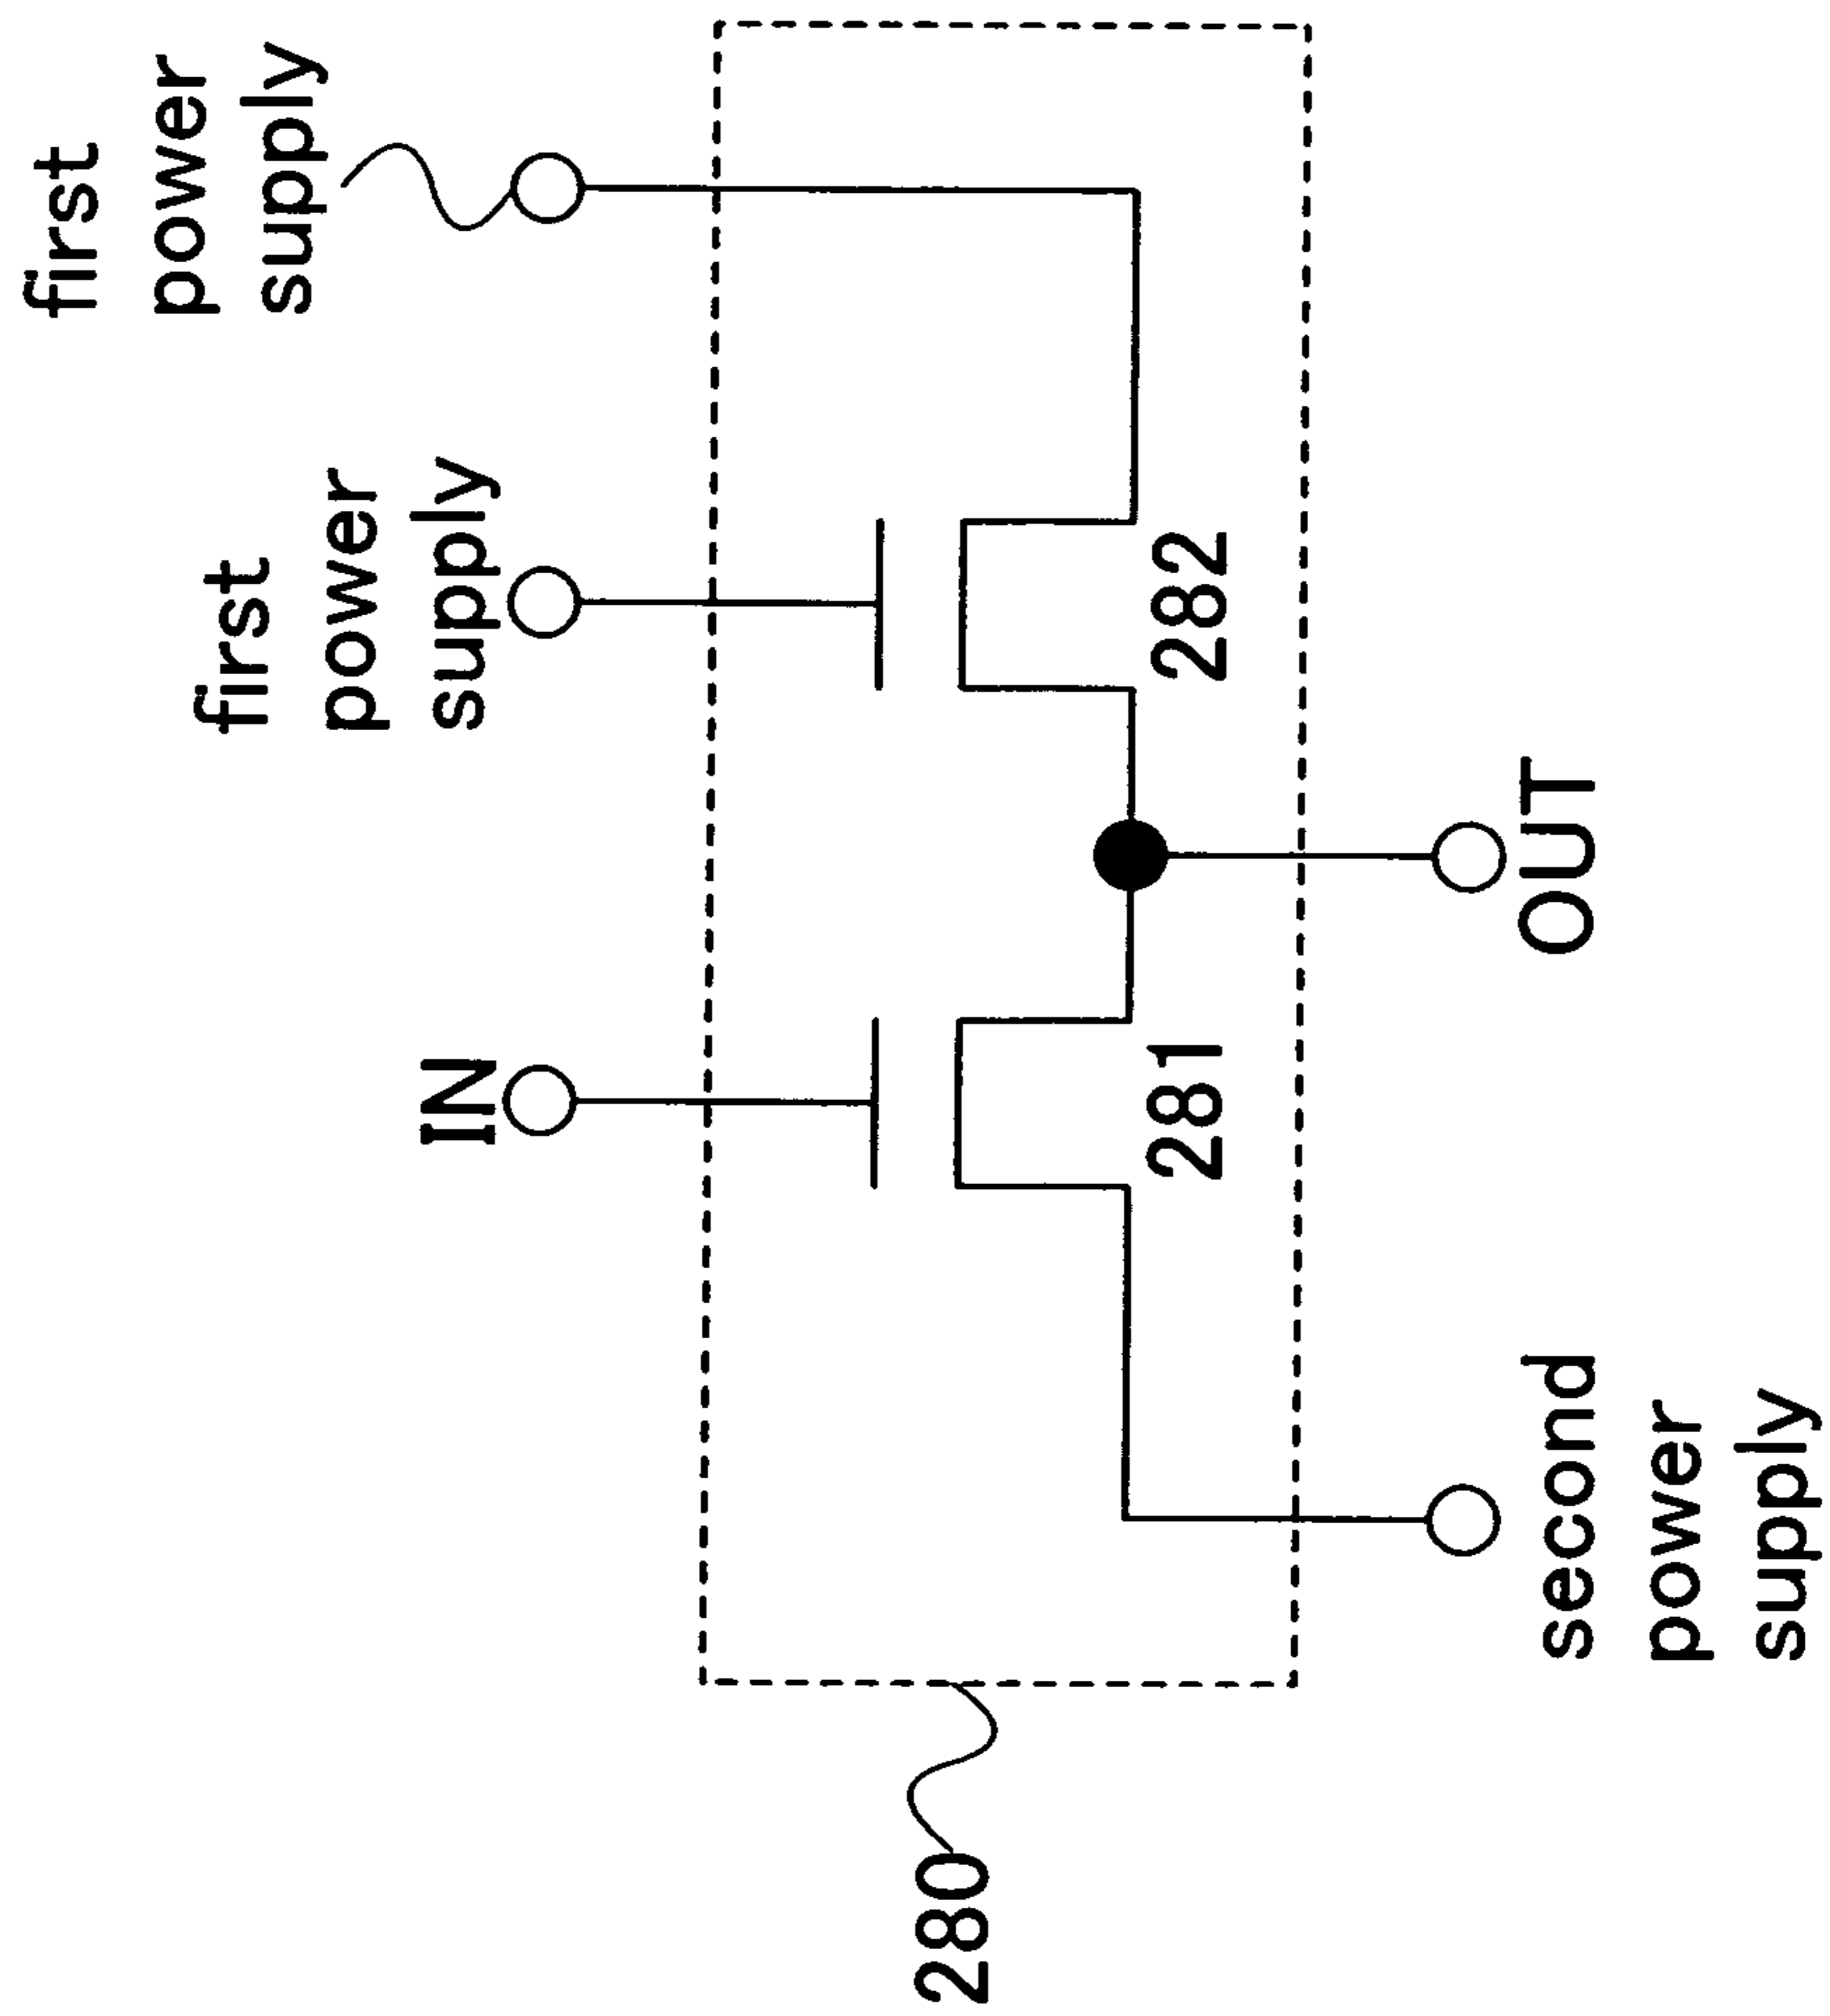 first
power
supply
first
power
supply
IN
280
281
282
second
power
supply
OUT